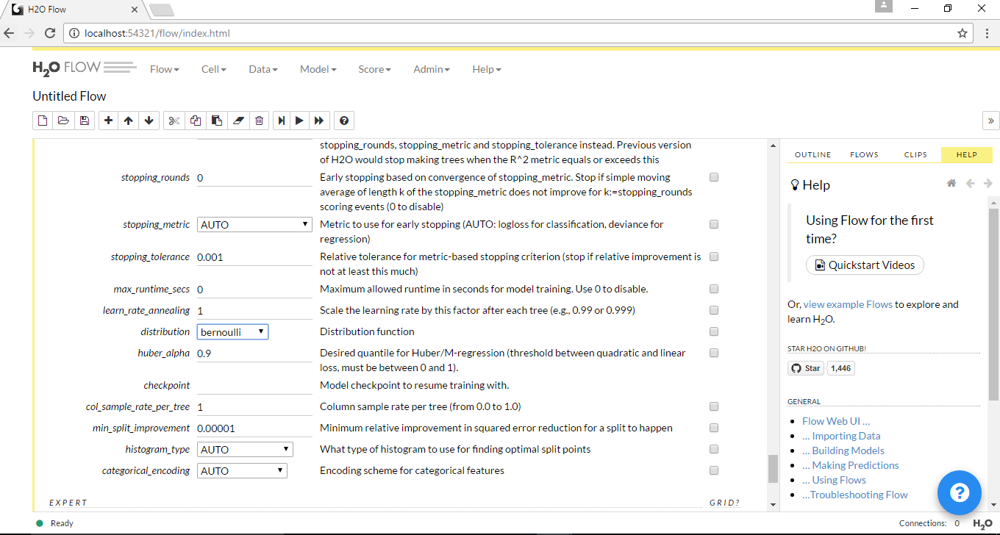 H2O Flow
localhost:54321/flow/index.html
H2O FLOW Flow Cell Data Model Score Admin Help
Untitled Flow
stopping_rounds, stopping_metric and stopping_tolerance instead. Previous version
of H2O would stop making trees when the R^2 metric equals or exceeds this
stopping_rounds 0 Early stopping based on convergence of stopping_metric. Stop if simple moving
average of length k of the stopping_metric does not improve for k:=stopping_rounds
scoring events (0 to disable)
stopping_metric AUTO Metric to use for early stopping (AUTO: logloss for classification, deviance for
regression)
stopping_tolerance 0.001 Relative tolerance for metric-based stopping criterion (stop if relative improvement is
not at least this much)
max_runtime_secs 0 Maximum allowed runtime in seconds for model training. Use 0 to disable.
learn_rate_annealing 1 Scale the learning rate by this factor after each tree (e.g., 0.99 or 0.999)
distribution bernoulli Distribution function
huber_alpha 0.9 Desired quantile for Huber/M-regression (threshold between quadratic and linear
loss, must be between 0 and 1).
checkpoint Model checkpoint to resume training with.
col_sample_rate_per_tree 1 Column sample rate per tree (from 0.0 to 1.0)
min_split_improvement 0.00001 Minimum relative improvement in squared error reduction for a split to happen
histogram_type AUTO What type of histogram to use for finding optimal split points
categorical_encoding AUTO Encoding scheme for categorical features
EXPERT GRID?
OUTLINE FLOWS CLIPS HELP
Help
Using Flow for the first
time?
Quickstart Videos
Or, view example Flows to explore and
learn H2O.
STAR H2O ON GITHUB!
Star 1,446
GENERAL
Flow Web UI ...
... Importing Data
... Building Models
... Making Predictions
... Using Flows
...Troubleshooting Flow
?
Ready Connections: 0 H2O